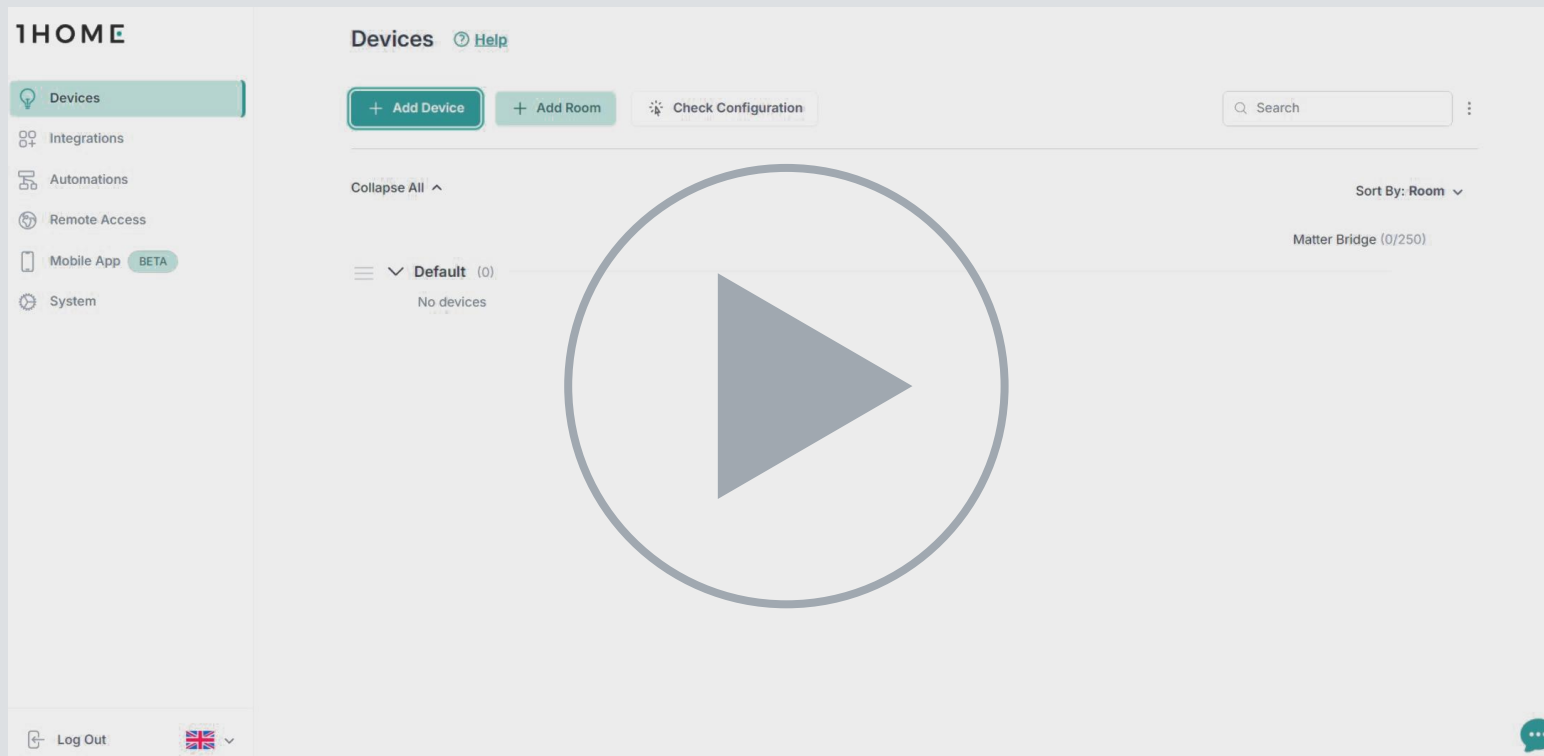 1HOME
Devices
Integrations
Automations
Remote Access
Mobile App BETA
System
Log Out
Devices Help
+ Add Device + Add Room Check Configuration Search
Collapse All
Sort By: Room
Matter Bridge (0/250)
Default (0)
No devices